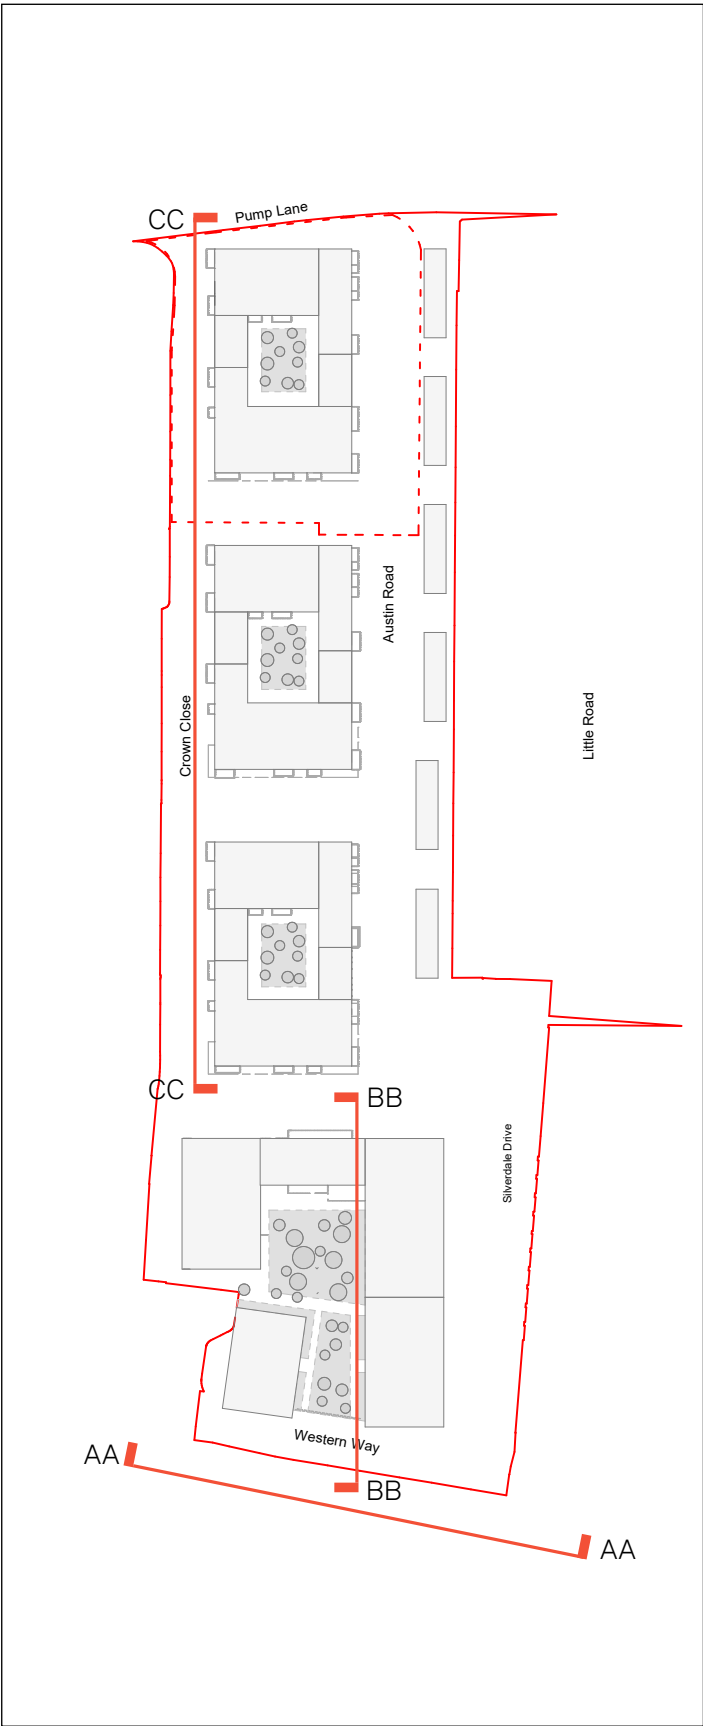 CC
Pump Lane
Austin Road
Crown Close
Little Road
CC
BB
Silverdale Drive
Western Way
AA
BB
AA